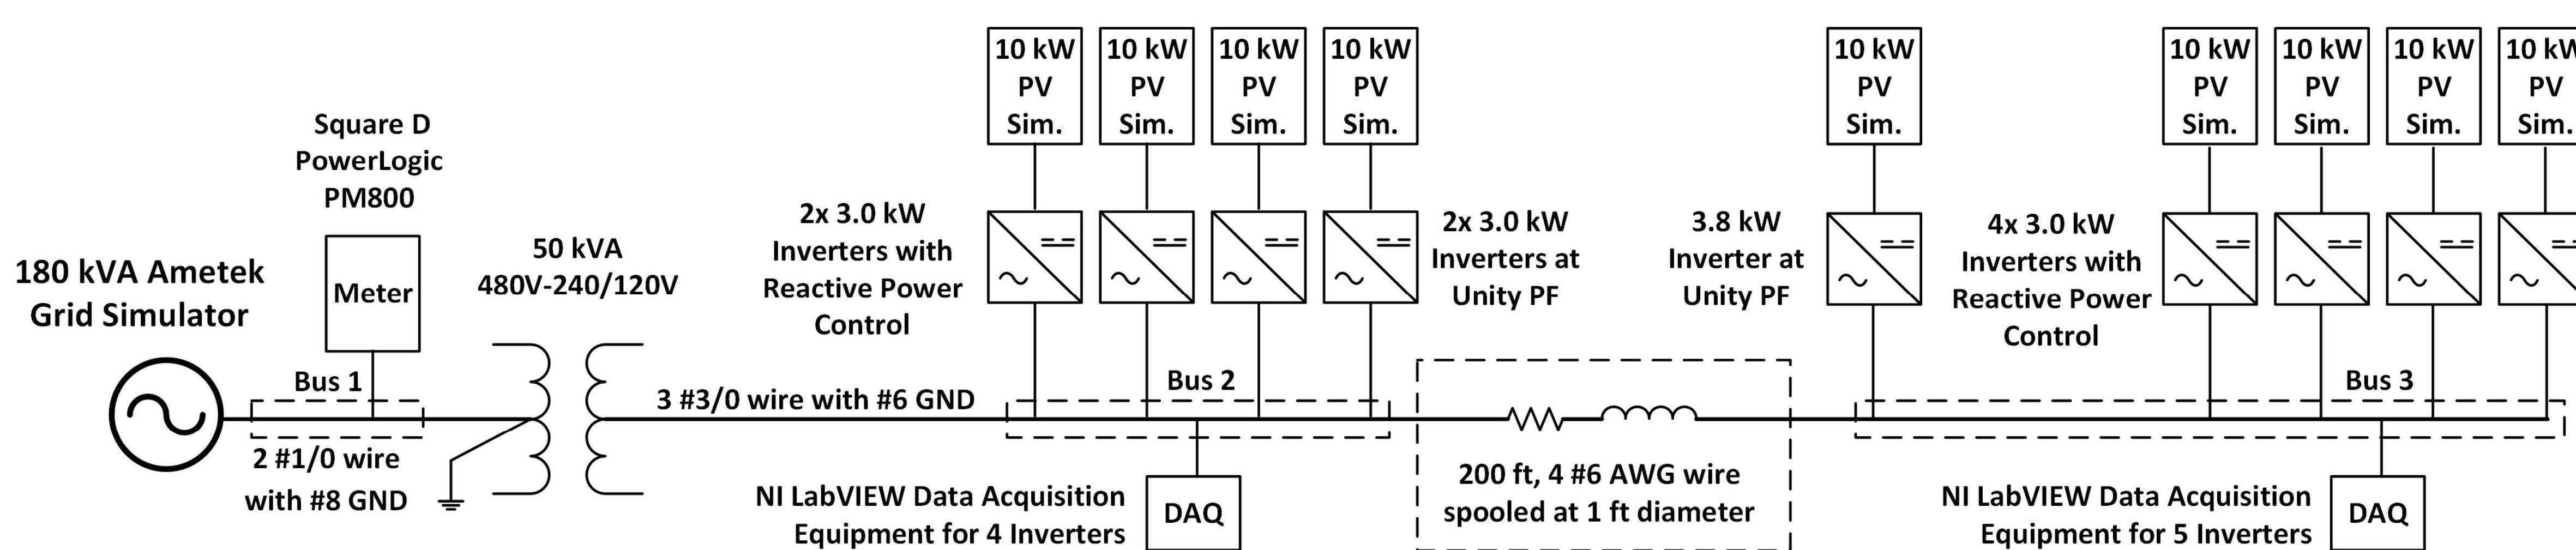 10 kW
PV
Sim.
10 kW
PV
Sim.
10 kW
PV
Sim.
10 kW
PV
Sim.
10 kW
PV
Sim.
10 kW
PV
Sim.
10 kW
PV
Sim.
10 kW
PV
Sim.
10 kW
PV
Sim.
Square D
PowerLogic
PM800
Meter
180 kVA Ametek
Grid Simulator
50 kVA
480V-240/120V
2x 3.0 kW
Inverters with
Reactive Power
Control
2x 3.0 kW
Inverters at
Unity PF
3.8 kW
Inverter at
Unity PF
4x 3.0 kW
Inverters with
Reactive Power
Control
Bus 1
3 #3/0 wire with #6 GND
Bus 2
Bus 3
2 #1/0 wire
with #8 GND
NI LabVIEW Data Acquisition
Equipment for 4 Inverters
DAQ
200 ft, 4 #6 AWG wire
spooled at 1 ft diameter
NI LabVIEW Data Acquisition
Equipment for 5 Inverters
DAQ